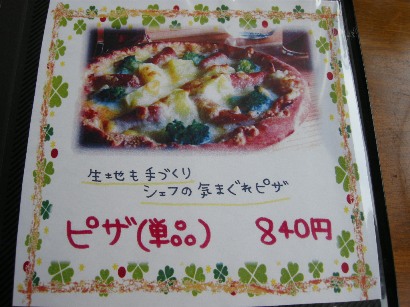 生地も手づくり
シェフの気まぐれピザ
ピザ(単品) 840円